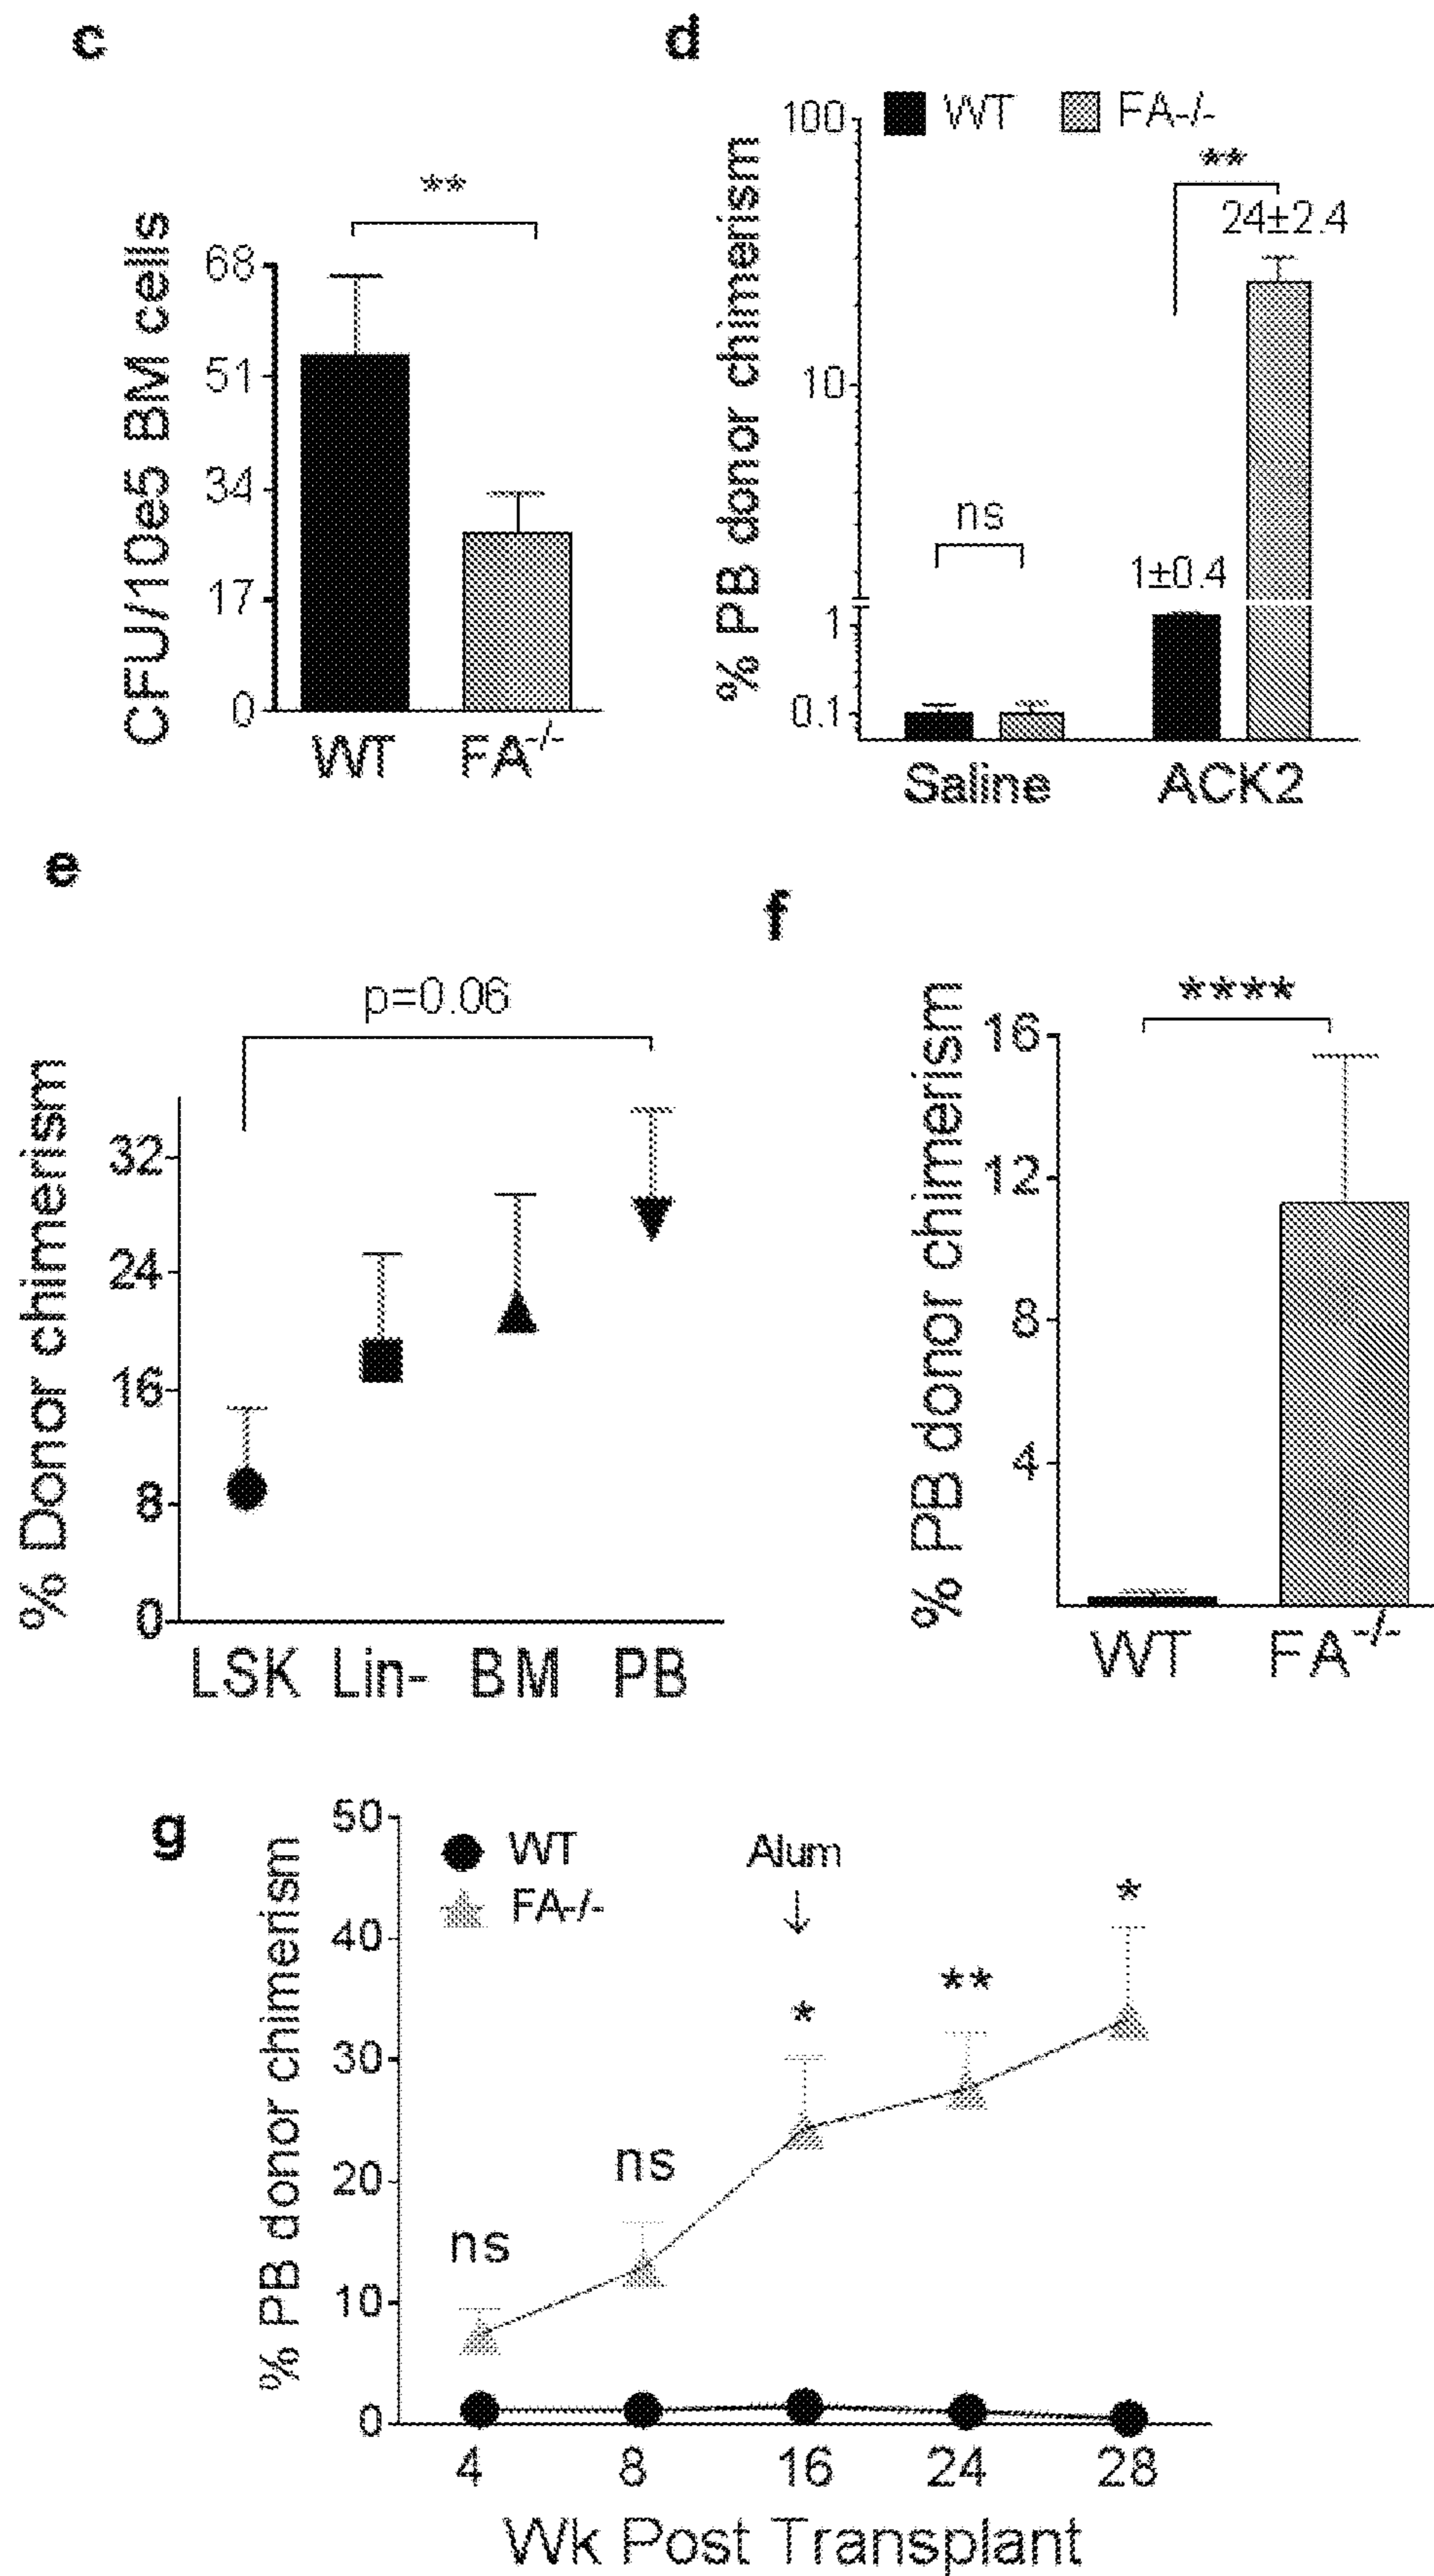 c
**
CFU/10e5 BM cells
68
51
34
17
0
WT FA-/-
d
WT FA-/-
% PB donor chimerism
100
10
1
0.1
**
24±2.4
ns
1±0.4
Saline ACK2
e
p=0.06
% Donor chimerism
32
24
16
8
0
LSK Lin- BM PB
f
****
% PB donor chimerism
16
12
8
4
WT FA-/-
g
% PB donor chimerism
50
40
30
20
10
0
WT
FA-/-
Alum
↓
ns
ns
*
**
*
4 8 16 24 28
Wk Post Transplant